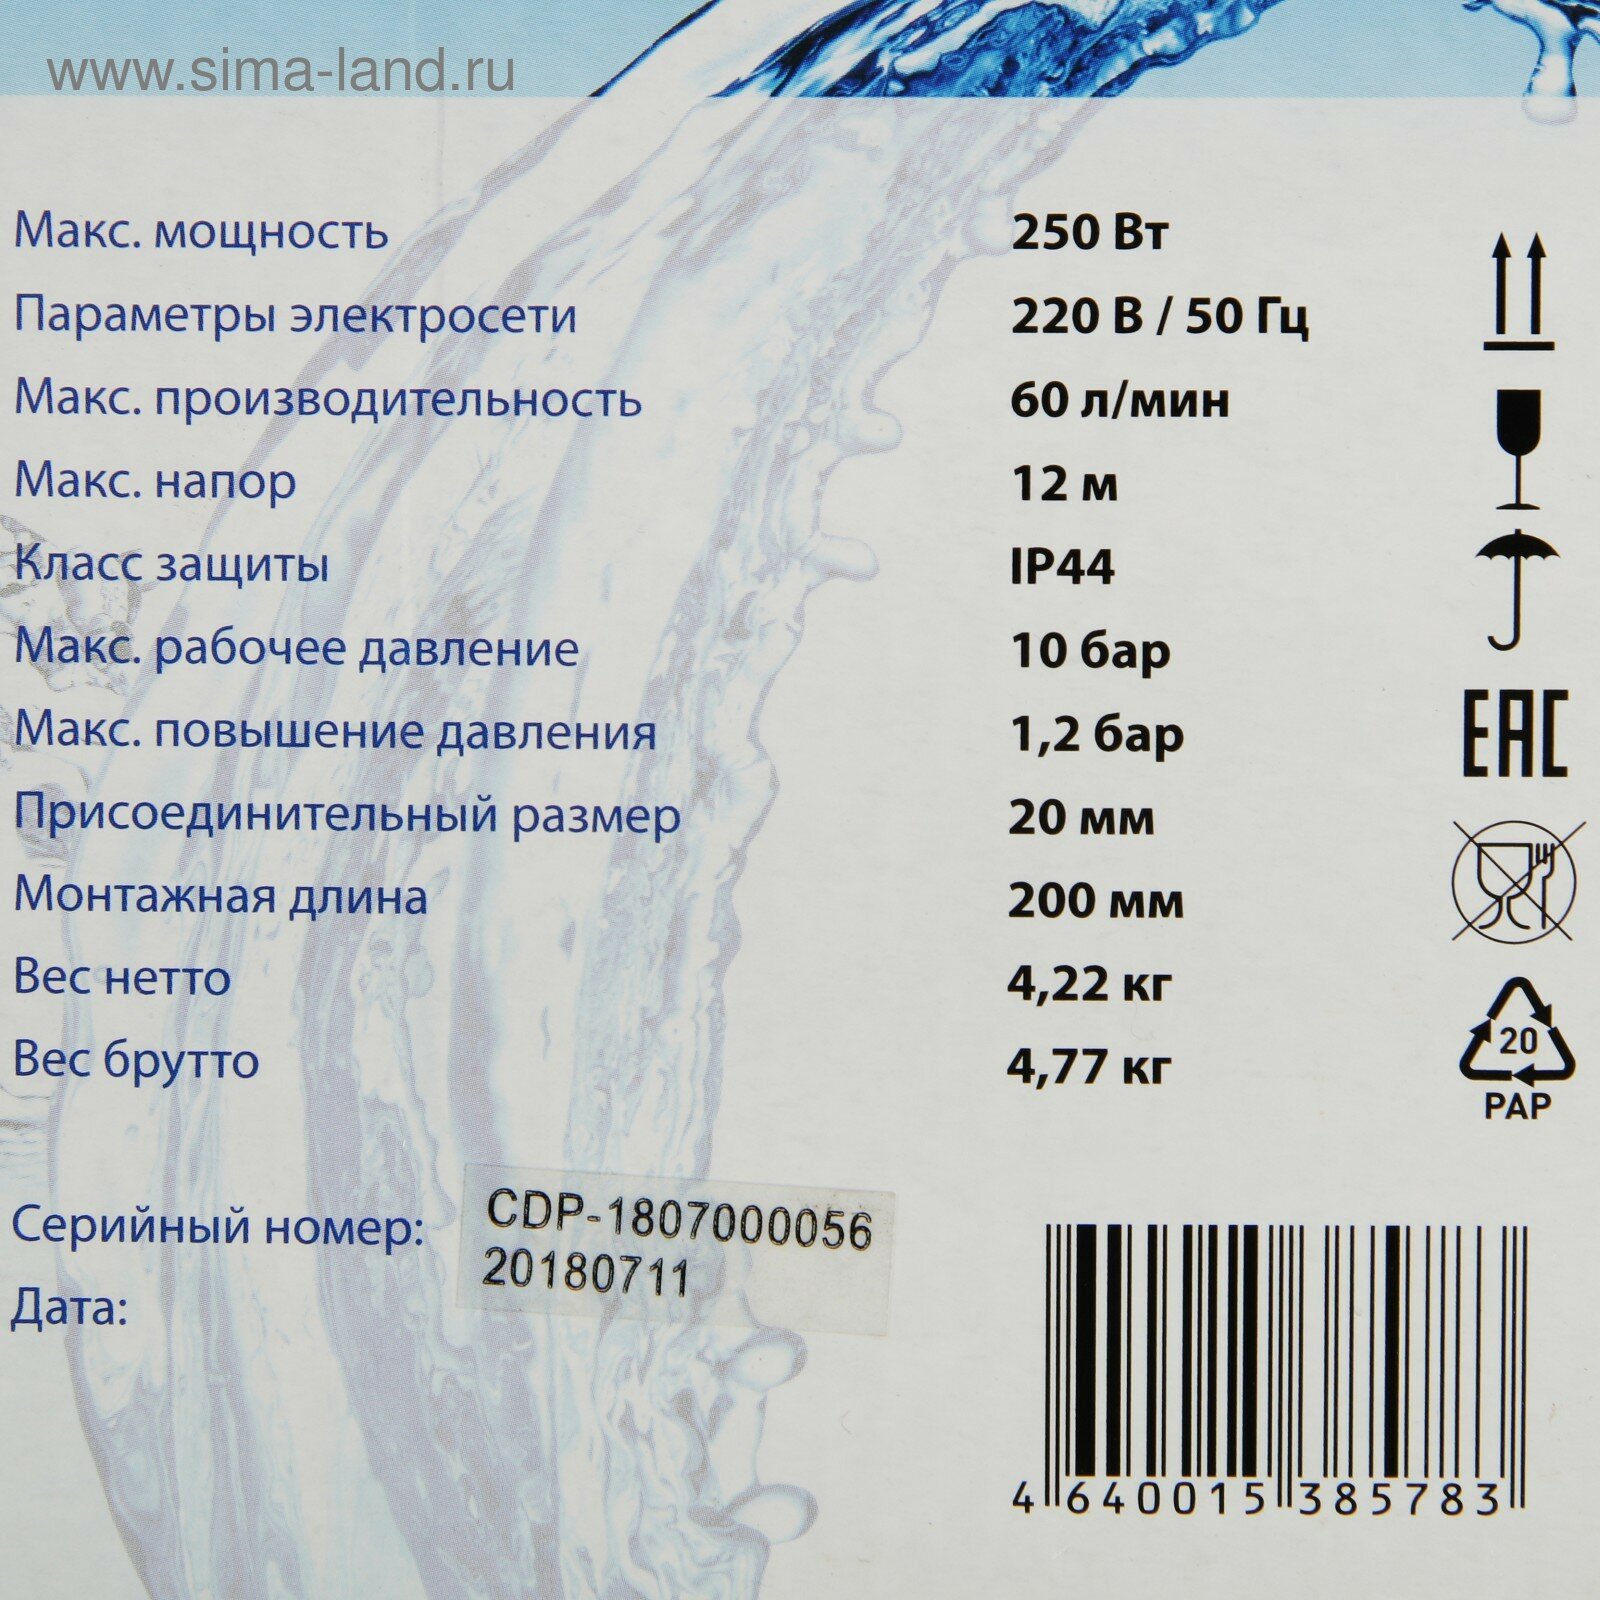 www.sima-land.ru
Макс. мощность 250 Вт
Параметры электросети 220 В / 50 Гц
Макс. производительность 60 л/мин
Макс. напор 12 м
Класс защиты IP44
Макс. рабочее давление 10 бар
Макс. повышение давления 1,2 бар
Присоединительный размер 20 мм
Монтажная длина 200 мм
Вес нетто 4,22 кг
Вес брутто 4,77 кг
EAC
20
PAP
Серийный номер: CDP-1807000056
20180711
Дата:
4 640015 385783